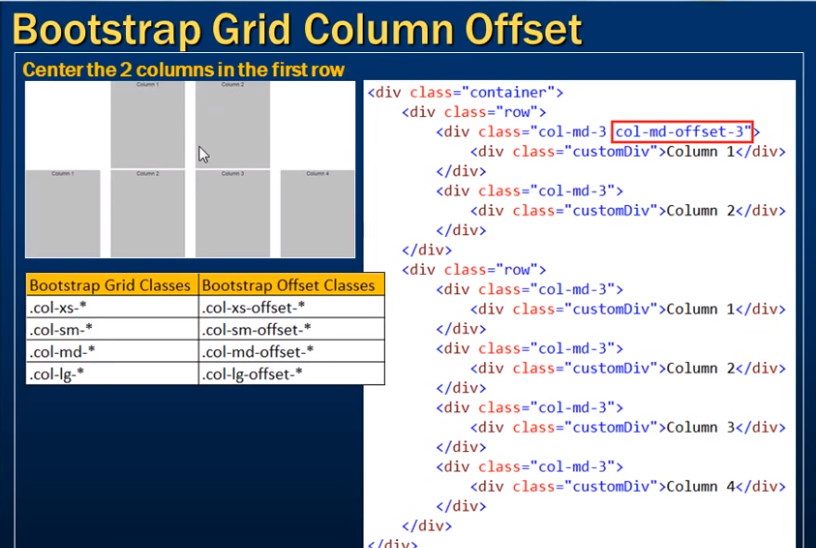 Bootstrap Grid Column Offset
Center the 2 columns in the first row
Column 1 Column 2
Column 1 Column 2 Column 3 Column 4
Bootstrap Grid Classes Bootstrap Offset Classes
.col-xs-* .col-xs-offset-*
.col-sm-* .col-sm-offset-*
.col-md-* .col-md-offset-*
.col-lg-* .col-lg-offset-*
<div class="container">
    <div class="row">
        <div class="col-md-3 col-md-offset-3">
            <div class="customDiv">Column 1</div>
        </div>
        <div class="col-md-3">
            <div class="customDiv">Column 2</div>
        </div>
    </div>
    <div class="row">
        <div class="col-md-3">
            <div class="customDiv">Column 1</div>
        </div>
        <div class="col-md-3">
            <div class="customDiv">Column 2</div>
        </div>
        <div class="col-md-3">
            <div class="customDiv">Column 3</div>
        </div>
        <div class="col-md-3">
            <div class="customDiv">Column 4</div>
        </div>
    </div>
</div>